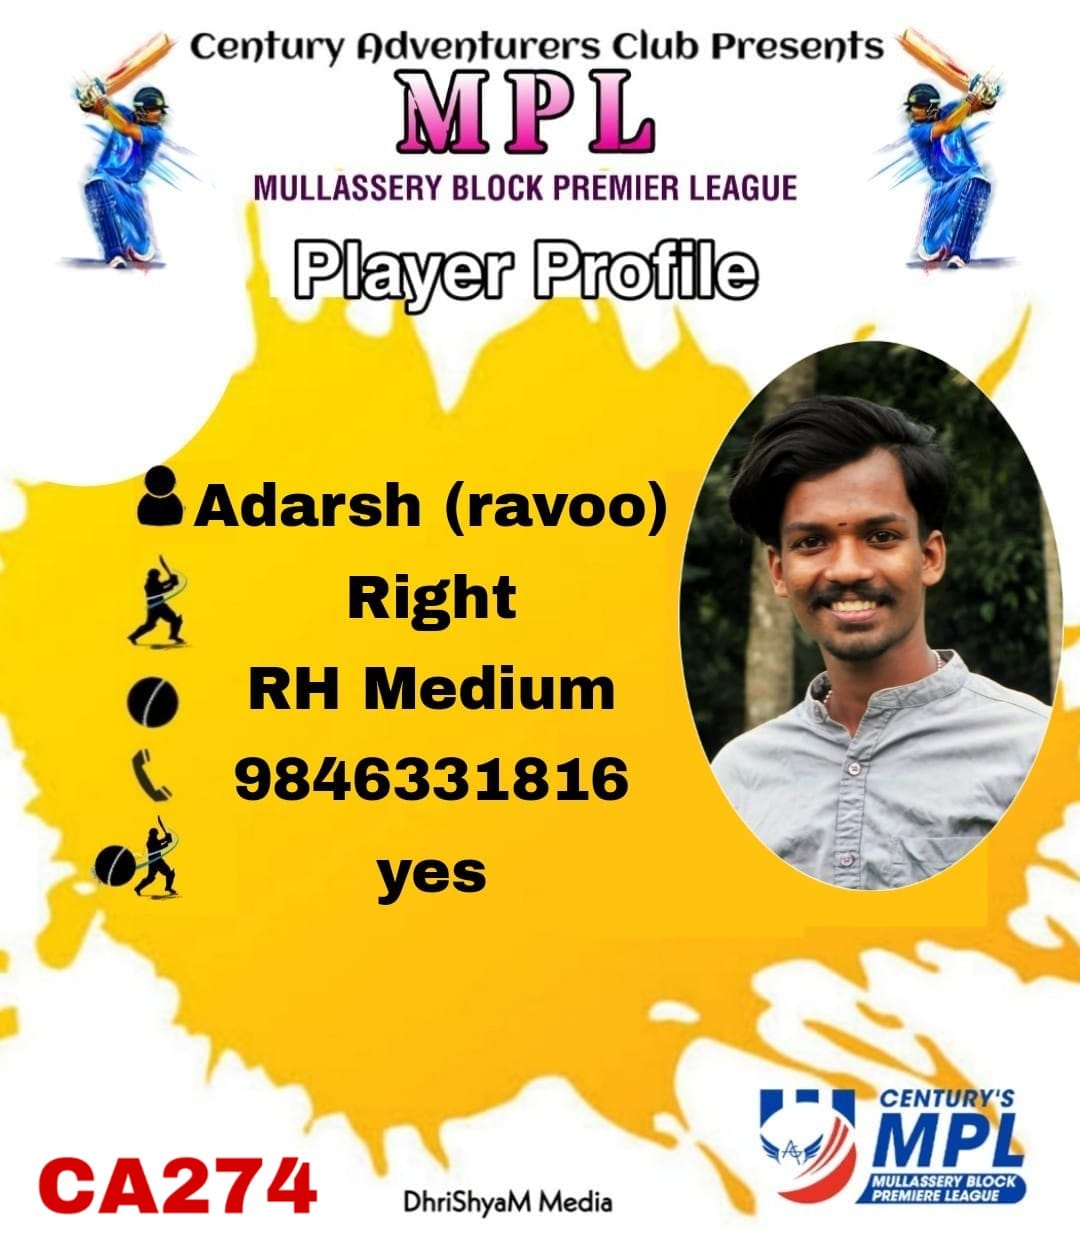 Century Adventurers Club Presents
MPL
MULLASSERY BLOCK PREMIER LEAGUE
Player Profile
Adarsh (ravoo)
Right
RH Medium
9846331816
yes
CENTURY'S
MPL
MULLASSERY BLOCK
PREMIERE LEAGUE
CA274
DhriShyaM Media